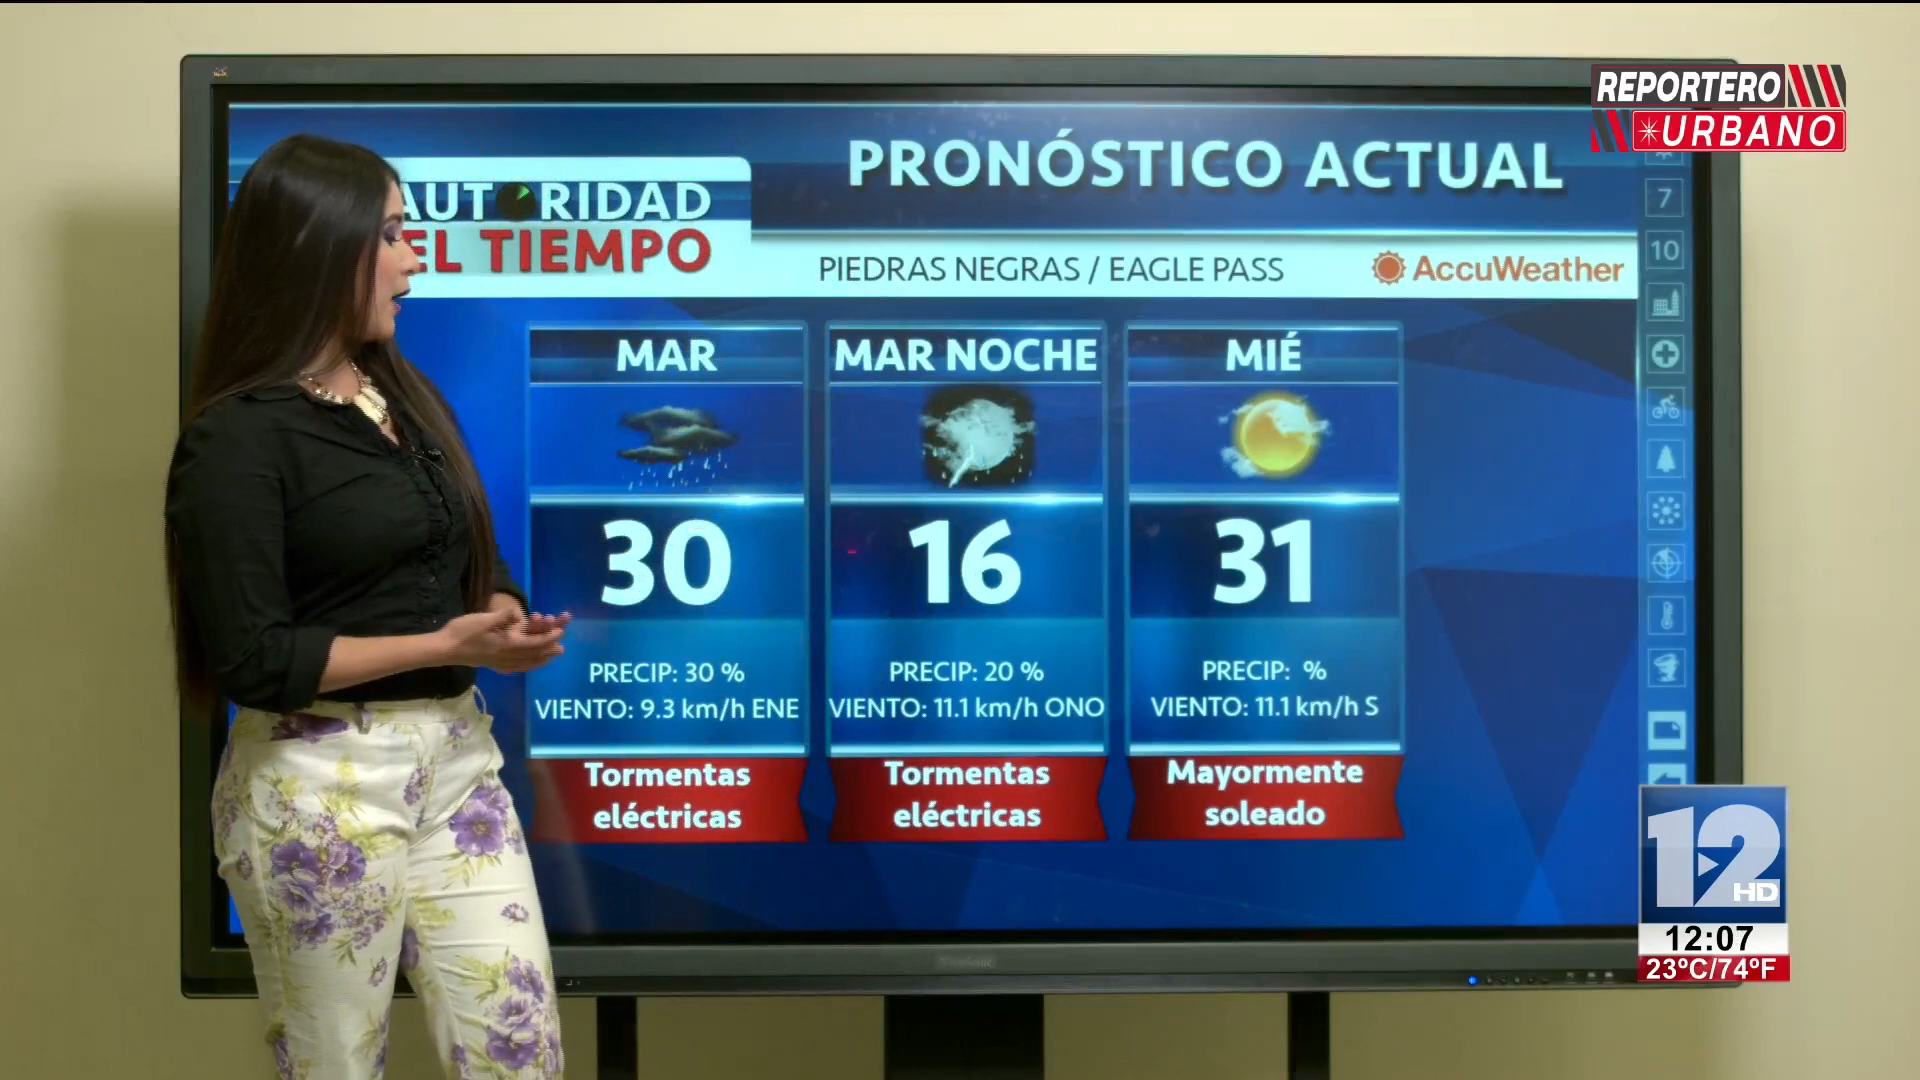 REPORTERO
URBANO
PRONÓSTICO ACTUAL
AUTORIDAD
EL TIEMPO
PIEDRAS NEGRAS / EAGLE PASS
AccuWeather
7
10
MAR
30
PRECIP: 30 %
VIENTO: 9.3 km/h ENE
Tormentas
eléctricas
MAR NOCHE
16
PRECIP: 20 %
VIENTO: 11.1 km/h ONO
Tormentas
eléctricas
MIÉ
31
PRECIP: %
VIENTO: 11.1 km/h S
Mayormente
soleado
12
HD
12:07
23ºC/74ºF